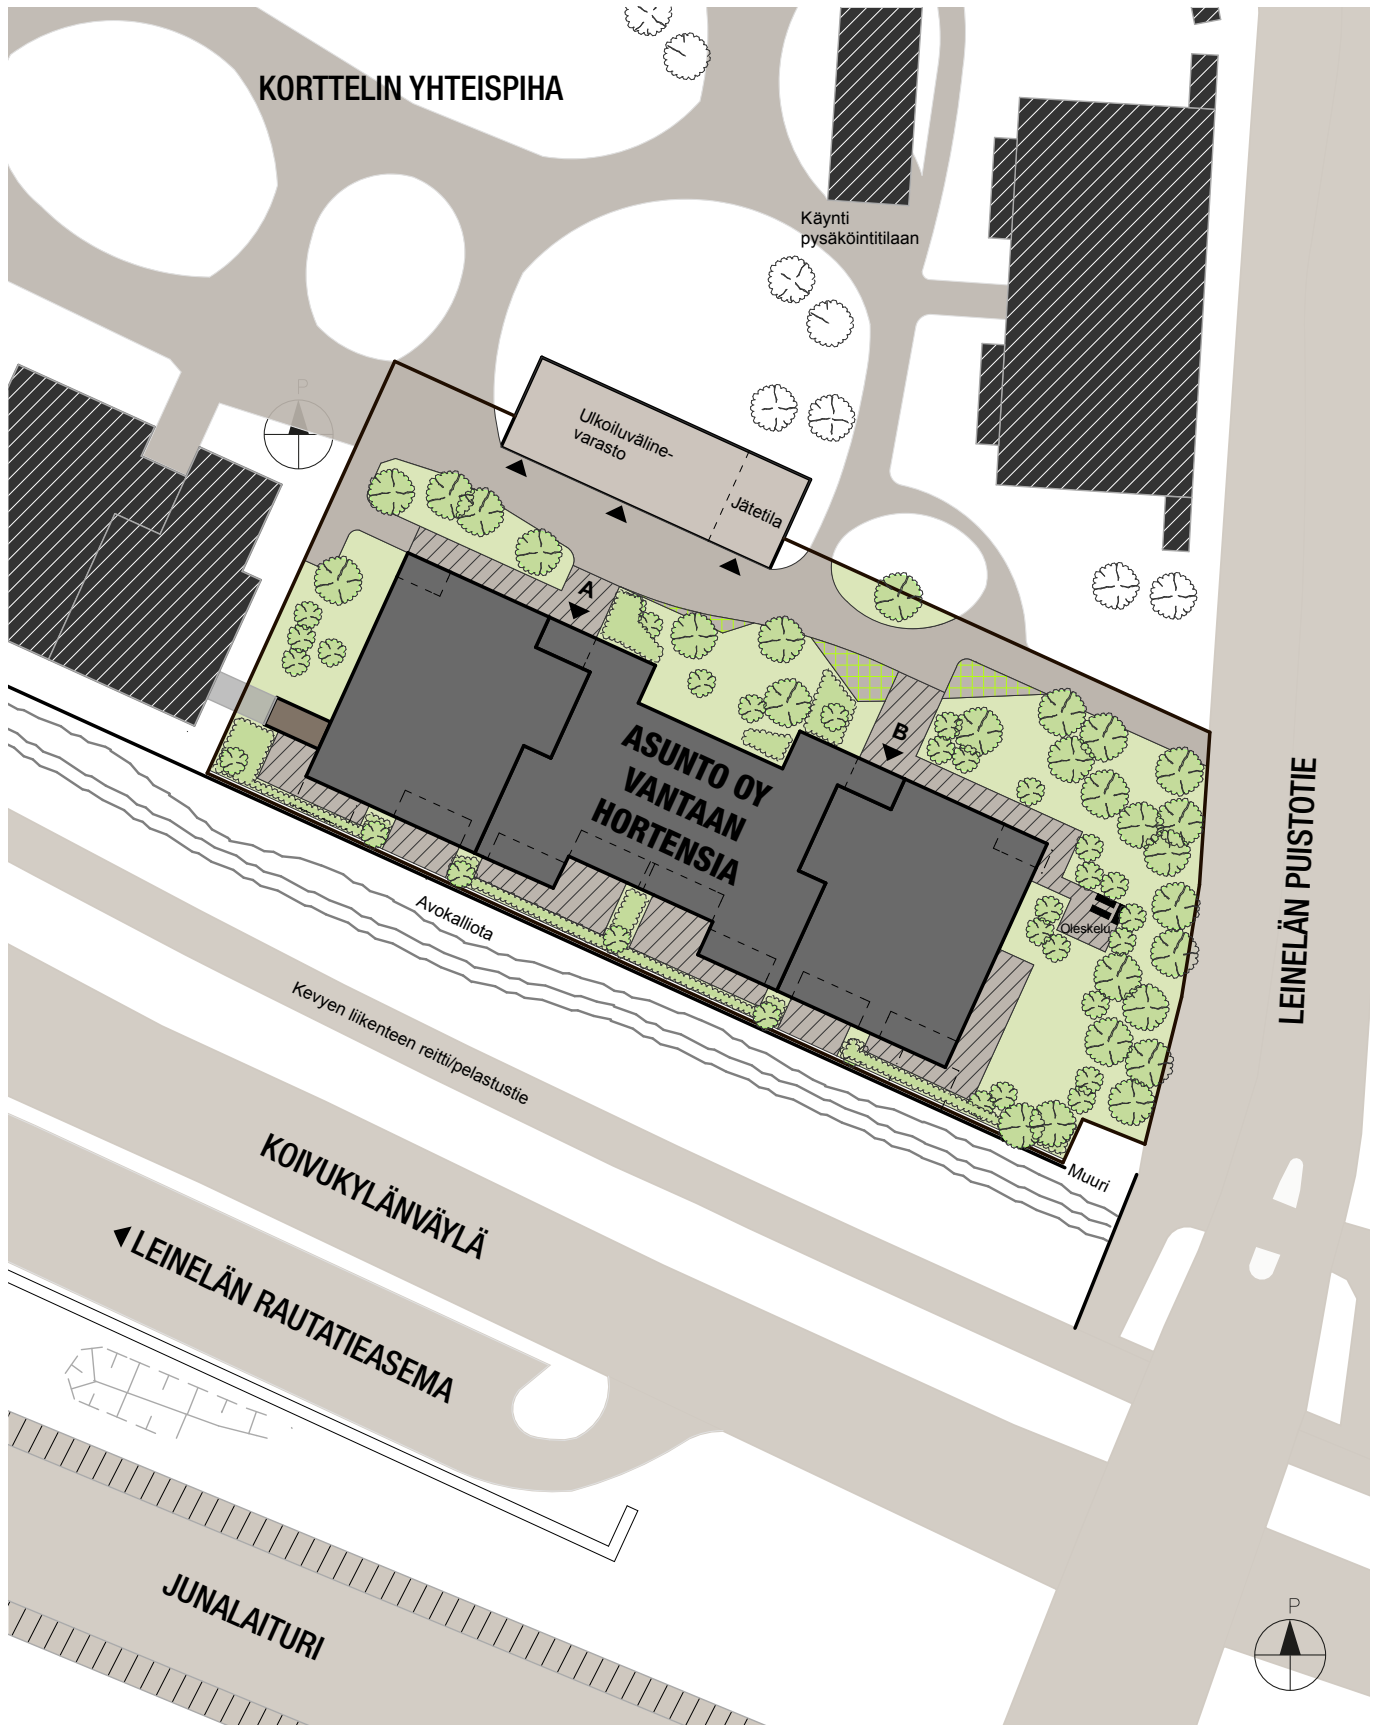 KORTTELIN YHTEISPIHA
Käynti
pysäköintitilaan
P
Ulkoiluväline-
varasto
Jätetila
A
B
ASUNTO OY
VANTAAN
HORTENSIA
Oleskelu
LEINELÄN PUISTOTIE
Avokalliota
Kevyen liikenteen reitti/pelastustie
Muuri
KOIVUKYLÄNVÄYLÄ
LEINELÄN RAUTATIEASEMA
JUNALAITURI
P